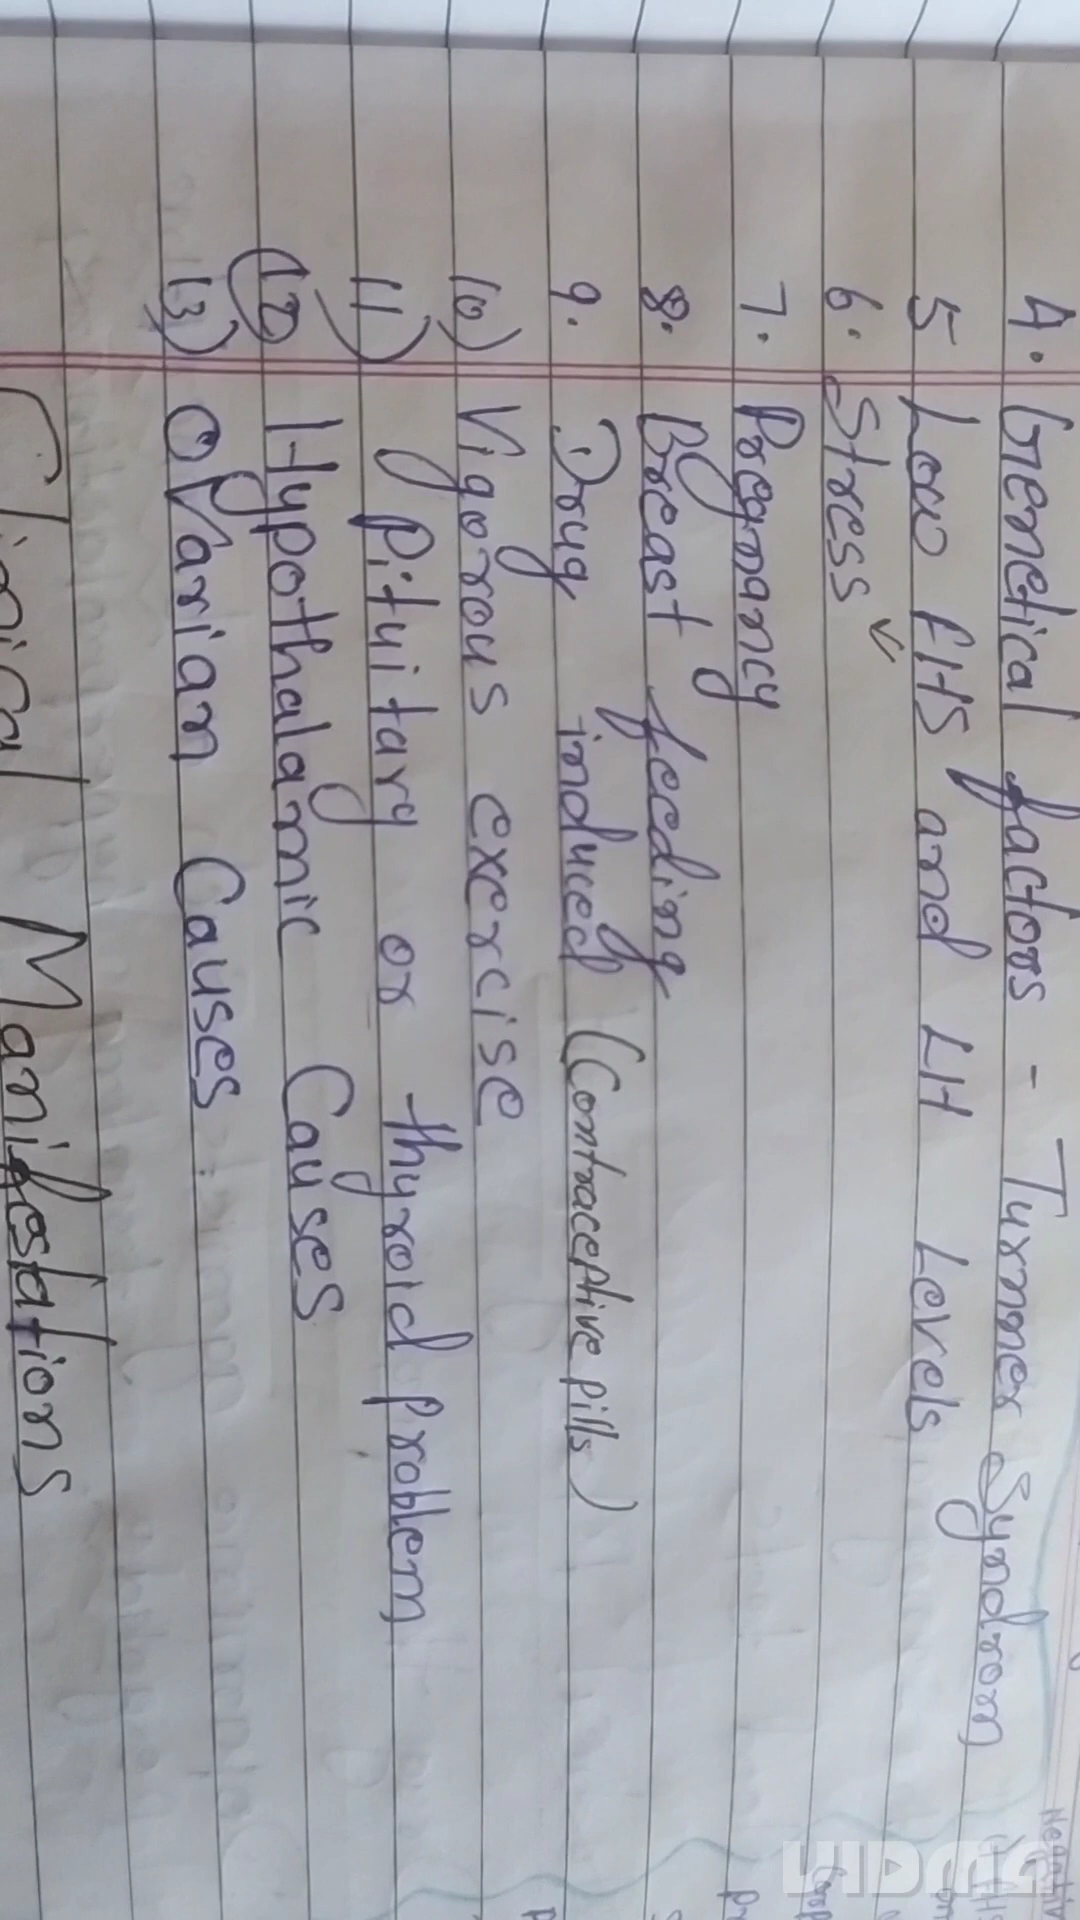 4. Genetical factors - Turner Syndrom
5 Low FHS and LH Levels
6. Stress
7. Pregnancy
8. Breast feeding
9. Drug induced (Contraceptive pills)
10) Vigorous exercise
11) Pituitary or thyroid problem
12) Hypothalamic Causes
13) Ovarian Causes
Clinical Manifestations
VIDMA